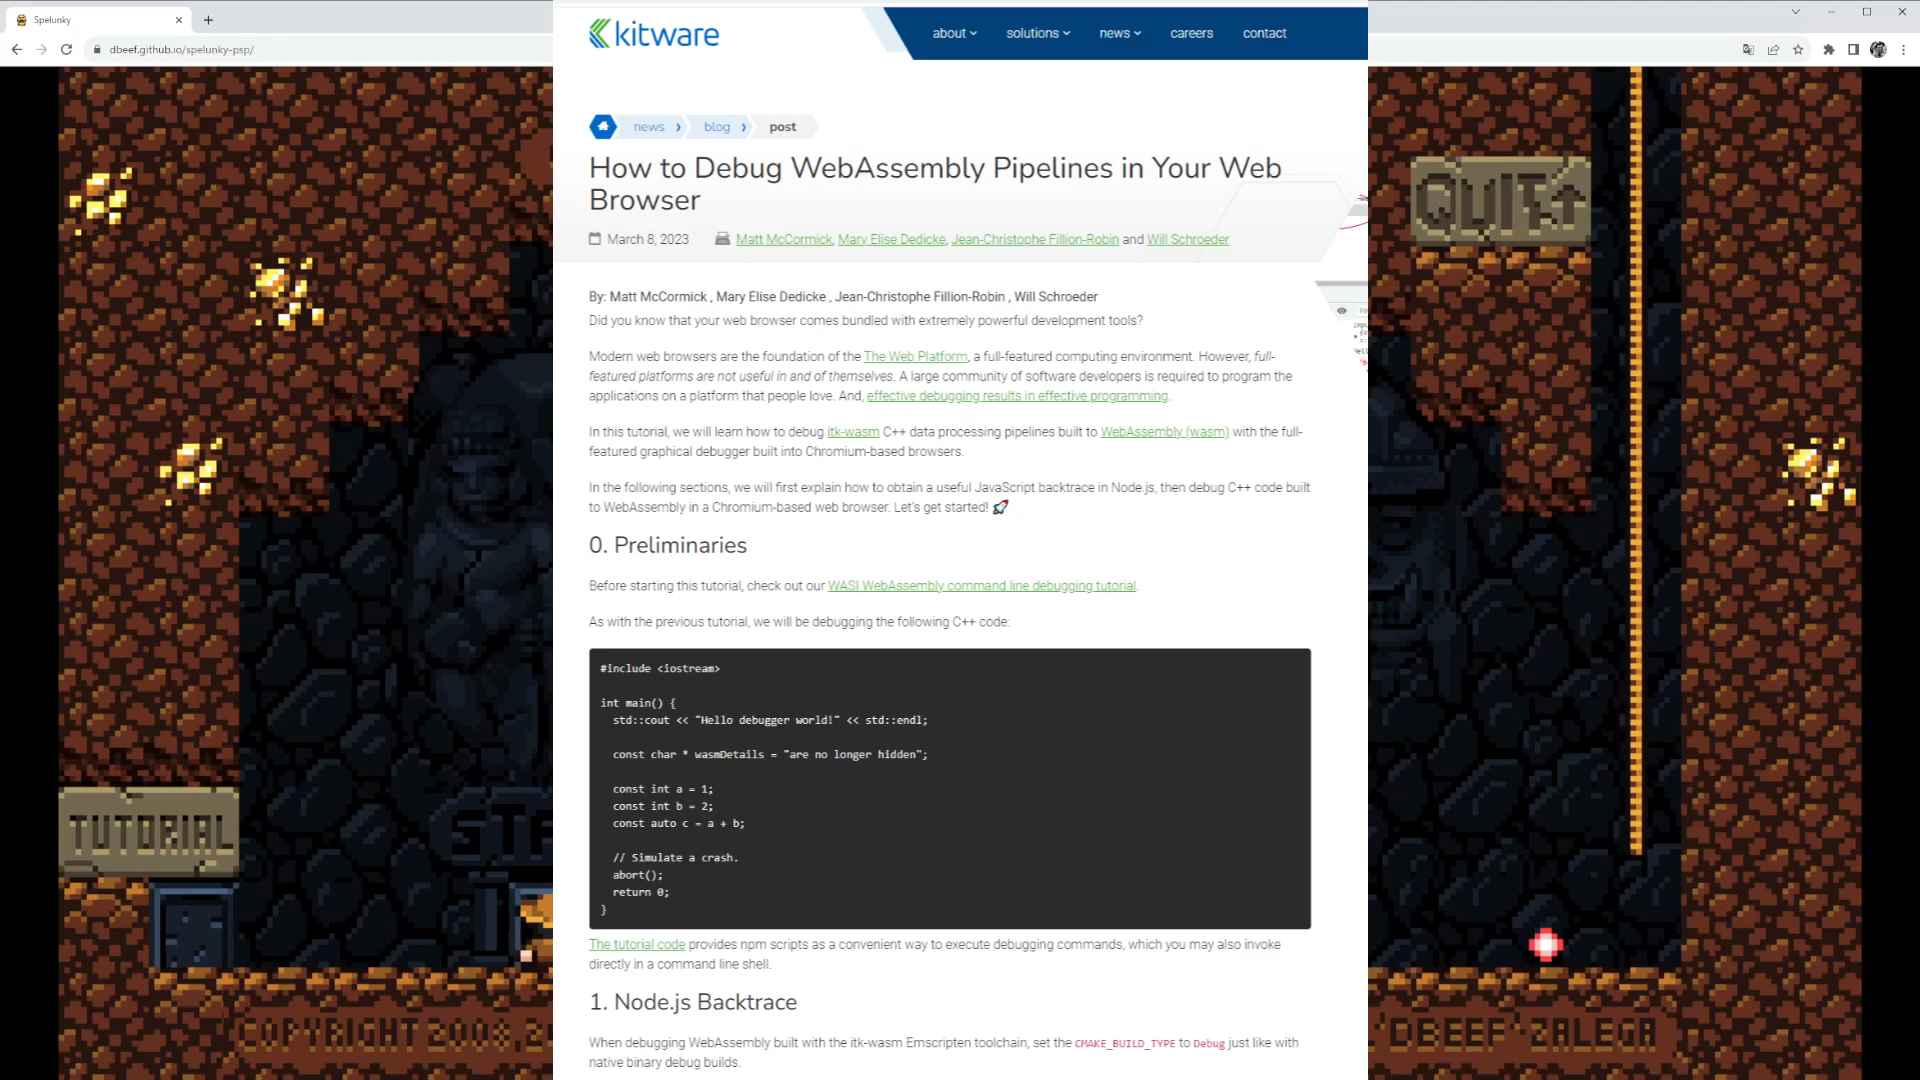 Spelunky
dbeef.github.io/spelunky-psp/
kitware
about
solutions
news
careers
contact
news
blog
post
How to Debug WebAssembly Pipelines in Your Web
Browser
March 8, 2023
Matt McCormick, Mary Elise Dedicke, Jean-Christophe Fillion-Robin and Will Schroeder
By: Matt McCormick , Mary Elise Dedicke , Jean-Christophe Fillion-Robin , Will Schroeder
Did you know that your web browser comes bundled with extremely powerful development tools?
Modern web browsers are the foundation of the The Web Platform, a full-featured computing environment. However, full-
featured platforms are not useful in and of themselves. A large community of software developers is required to program the
applications on a platform that people love. And, effective debugging results in effective programming.
In this tutorial, we will learn how to debug itk-wasm C++ data processing pipelines built to WebAssembly (wasm) with the full-
featured graphical debugger built into Chromium-based browsers.
In the following sections, we will first explain how to obtain a useful JavaScript backtrace in Node.js, then debug C++ code built
to WebAssembly in a Chromium-based web browser. Let's get started! 🚀
0. Preliminaries
Before starting this tutorial, check out our WASI WebAssembly command line debugging tutorial.
As with the previous tutorial, we will be debugging the following C++ code:
#include <iostream>
int main() {
std::cout << "Hello debugger world!" << std::endl;
const char * wasmDetails = "are no longer hidden";
const int a = 1;
const int b = 2;
const auto c = a + b;
// Simulate a crash.
abort();
return 0;
}
The tutorial code provides npm scripts as a convenient way to execute debugging commands, which you may also invoke
directly in a command line shell.
1. Node.js Backtrace
When debugging WebAssembly built with the itk-wasm Emscripten toolchain, set the CMAKE_BUILD_TYPE to Debug just like with
native binary debug builds.
QUIT↑
TUTORIAL
STA
COPYRIGHT 2008,2
'DBEEF' ZALEGA